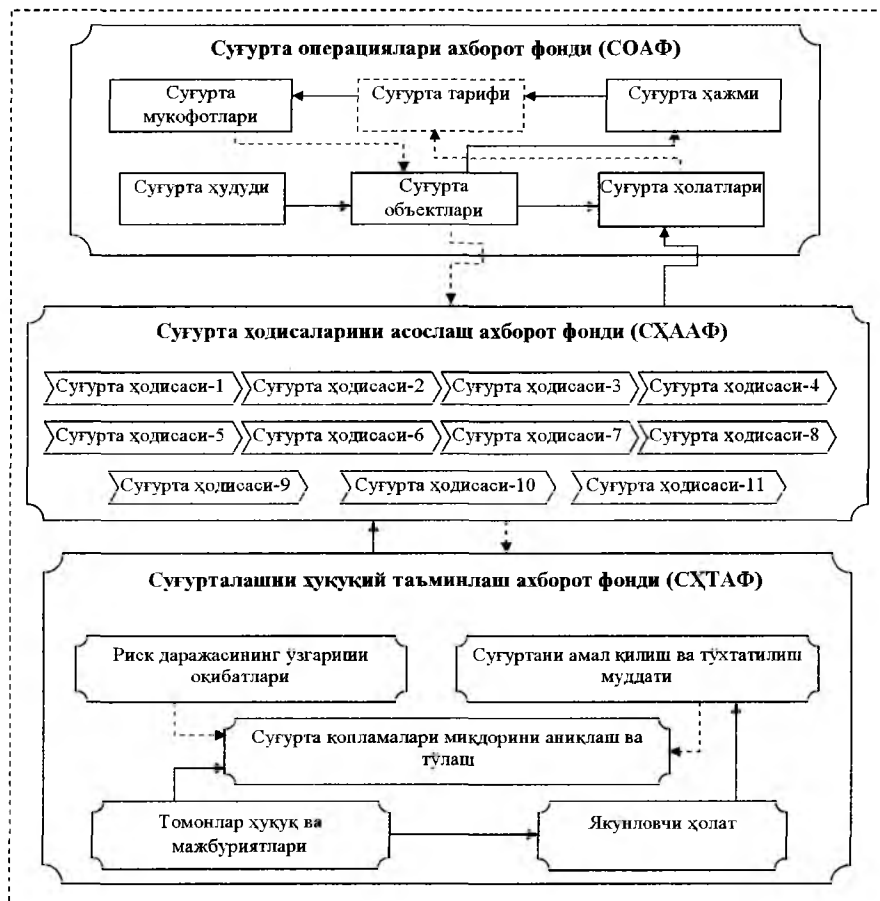 Суғурта операциялари ахборот фонди (СОАФ)
Суғурта
мукофотлари
Суғурта тарифи
Суғурта ҳажми
Суғурта ҳудуди
Суғурта
объектлари
Суғурта ҳолатлари
Суғурта ҳодисаларини асослаш ахборот фонди (СҲААФ)
Суғурта ҳодисаси-1
Суғурта ҳодисаси-2
Суғурта ҳодисаси-3
Суғурта ҳодисаси-4
Суғурта ҳодисаси-5
Суғурта ҳодисаси-6
Суғурта ҳодисаси-7
Суғурта ҳодисаси-8
Суғурта ҳодисаси-9
Суғурта ҳодисаси-10
Суғурта ҳодисаси-11
Суғурталашни ҳуқуқий таъминлаш ахборот фонди (СҲТАФ)
Риск даражасининг ўзгариши
оқибатлари
Суғуртани амал қилиш ва тўхтатилиш
муддати
Суғурта қопламалари миқдорини аниқлаш ва
тўлаш
Томонлар ҳуқуқ ва
мажбуриятлари
Якунловчи ҳолат